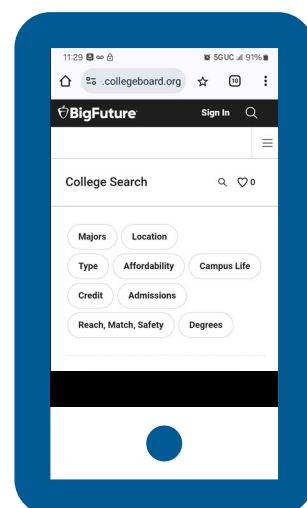 11:29 5GUC 91%
.collegeboard.org 10
BigFuture Sign In
College Search 0
Majors Location
Type Affordability Campus Life
Credit Admissions
Reach, Match, Safety Degrees